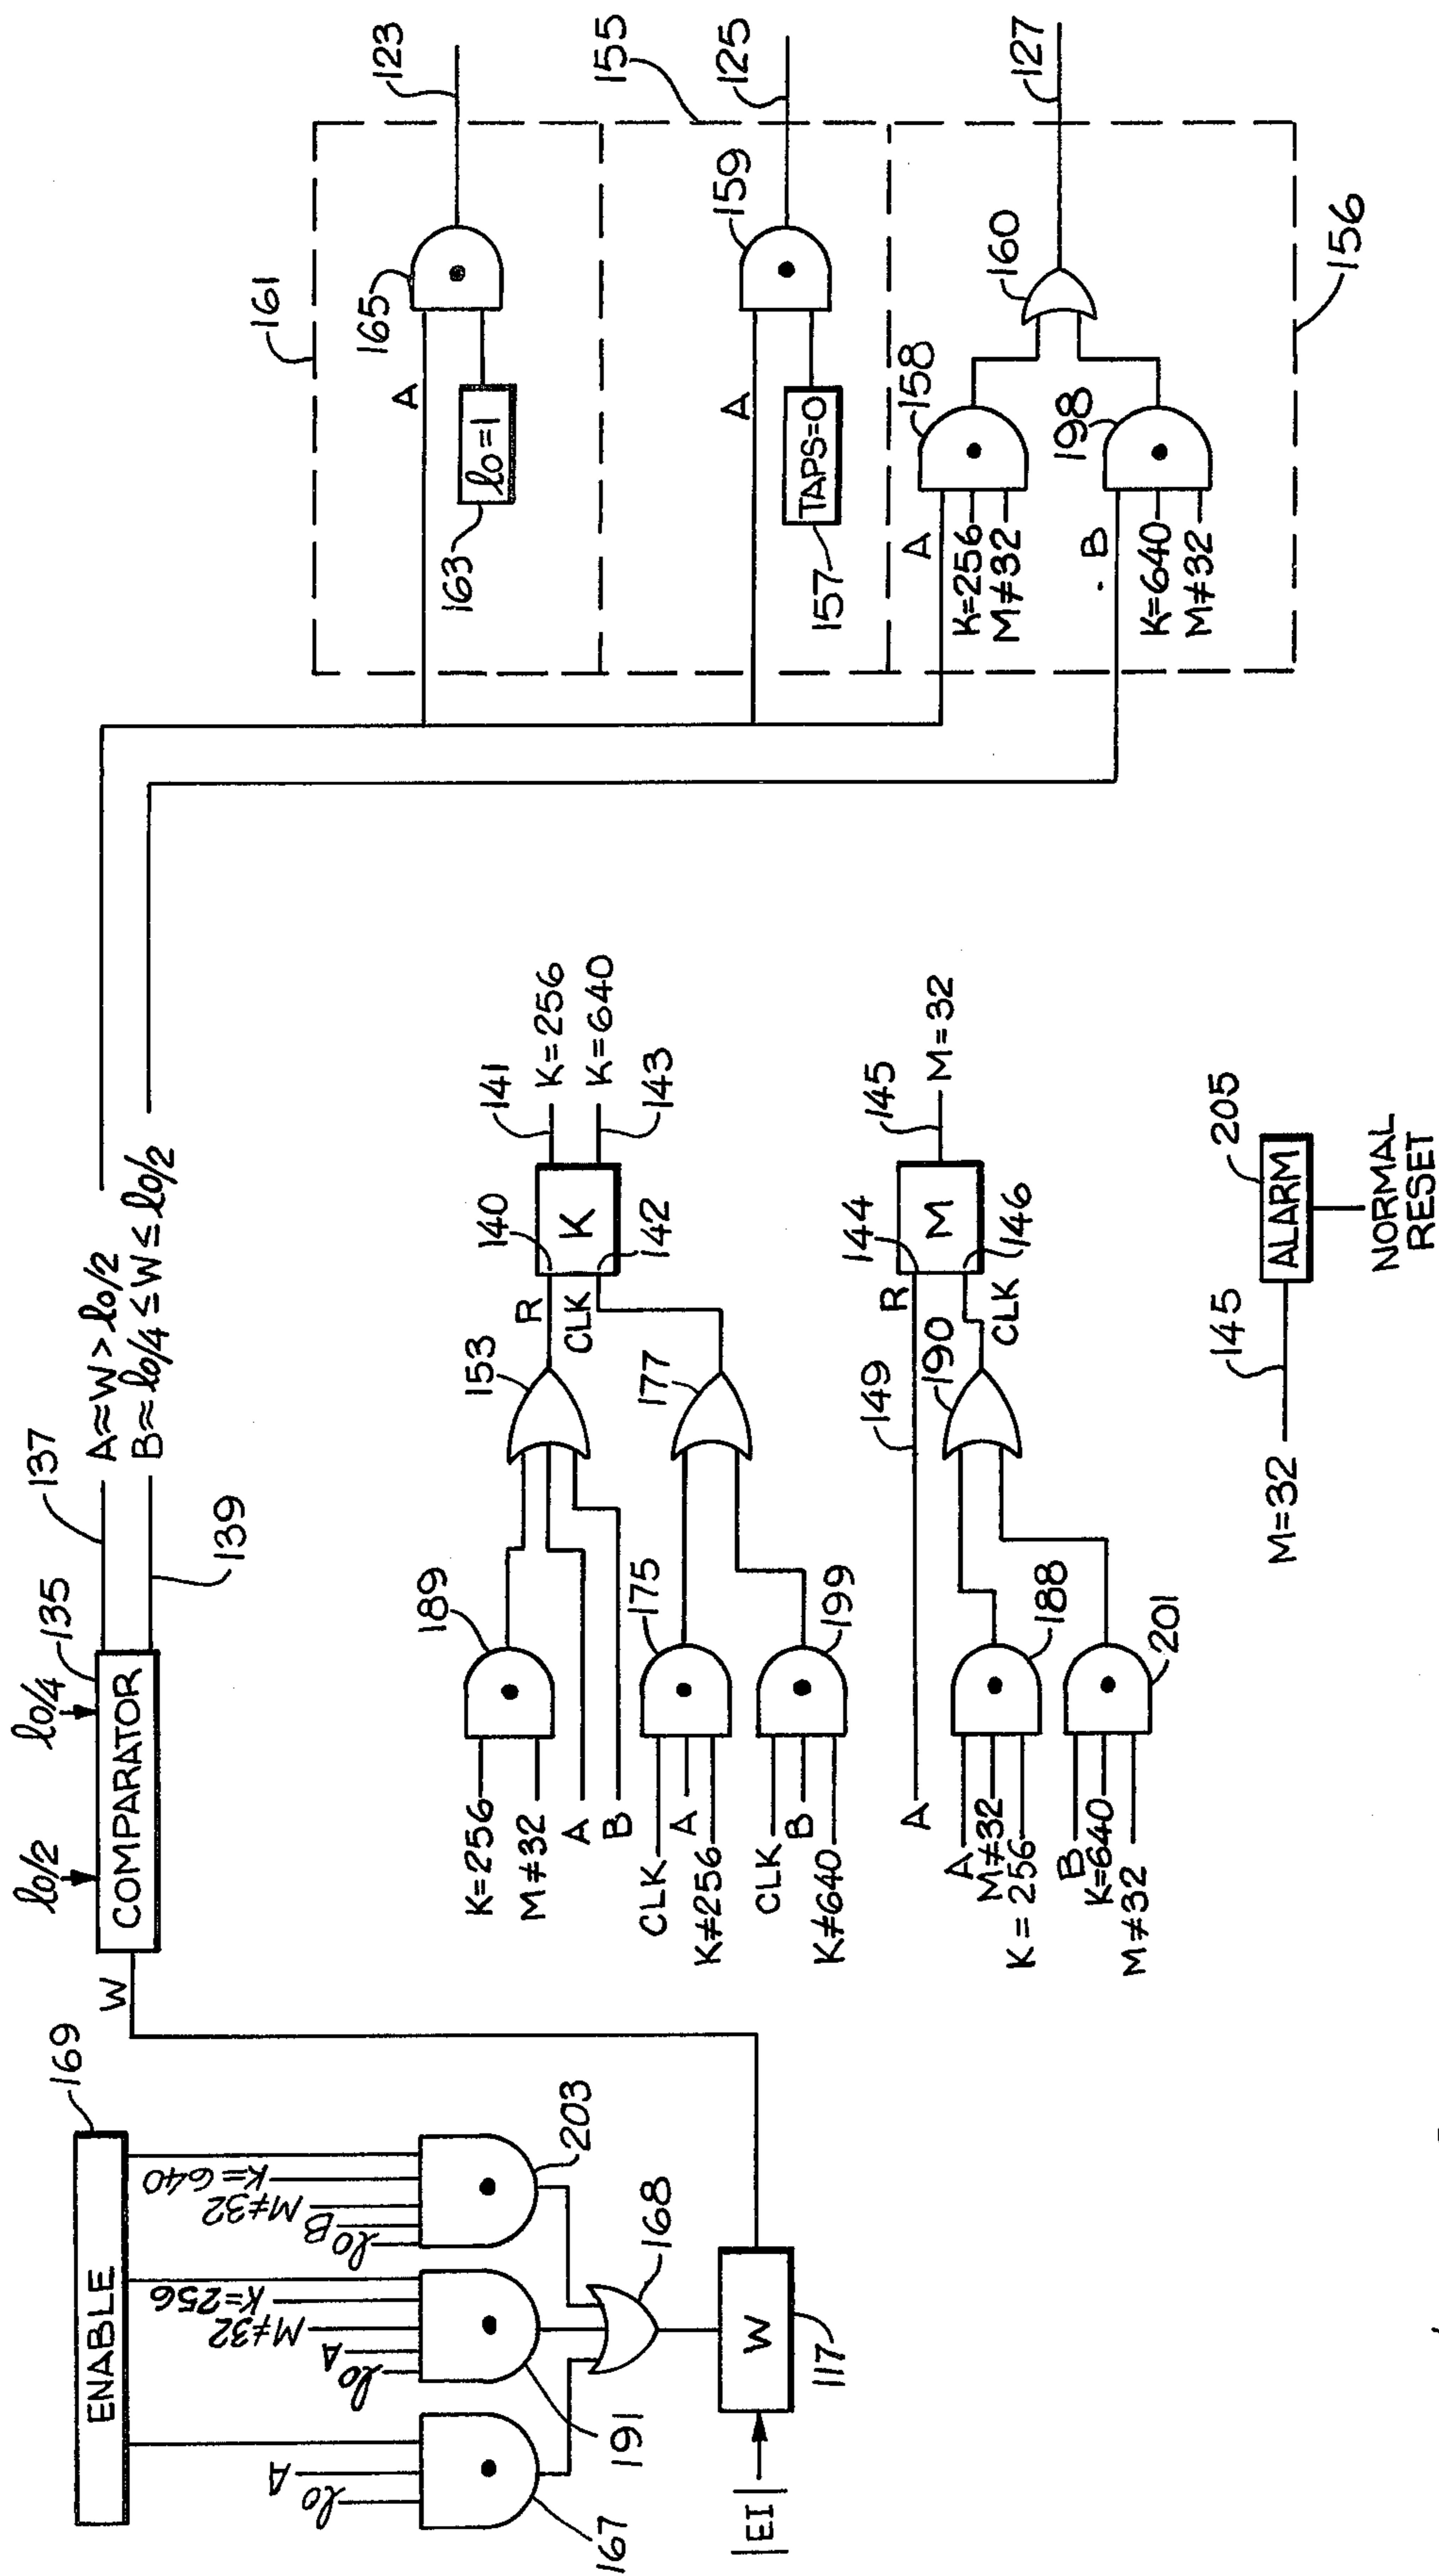 169
ENABLE
ℓo
A
ℓo
A
M≠32
K=256
ℓo
B
M≠32
K=640
167
191
203
168
|EI|
W
117
W
ℓo/2
ℓo/4
COMPARATOR
135
137
139
A≈W>ℓo/2
B≈ℓo/4≤W≤ℓo/2
K=256
M≠32
A
B
189
153
R
140
K
141
K=256
K=640
143
CLK
142
CLK
A
K≠256
175
177
CLK
B
K≠640
199
A
149
R
144
M
145
M=32
CLK
146
190
A
M≠32
K=256
188
B
K=640
M≠32
201
M=32
145
ALARM
205
NORMAL
RESET
161
A
165
123
ℓo=1
163
155
A
159
125
TAPS=0
157
A
K=256
M≠32
158
160
127
B
K=640
M≠32
198
156